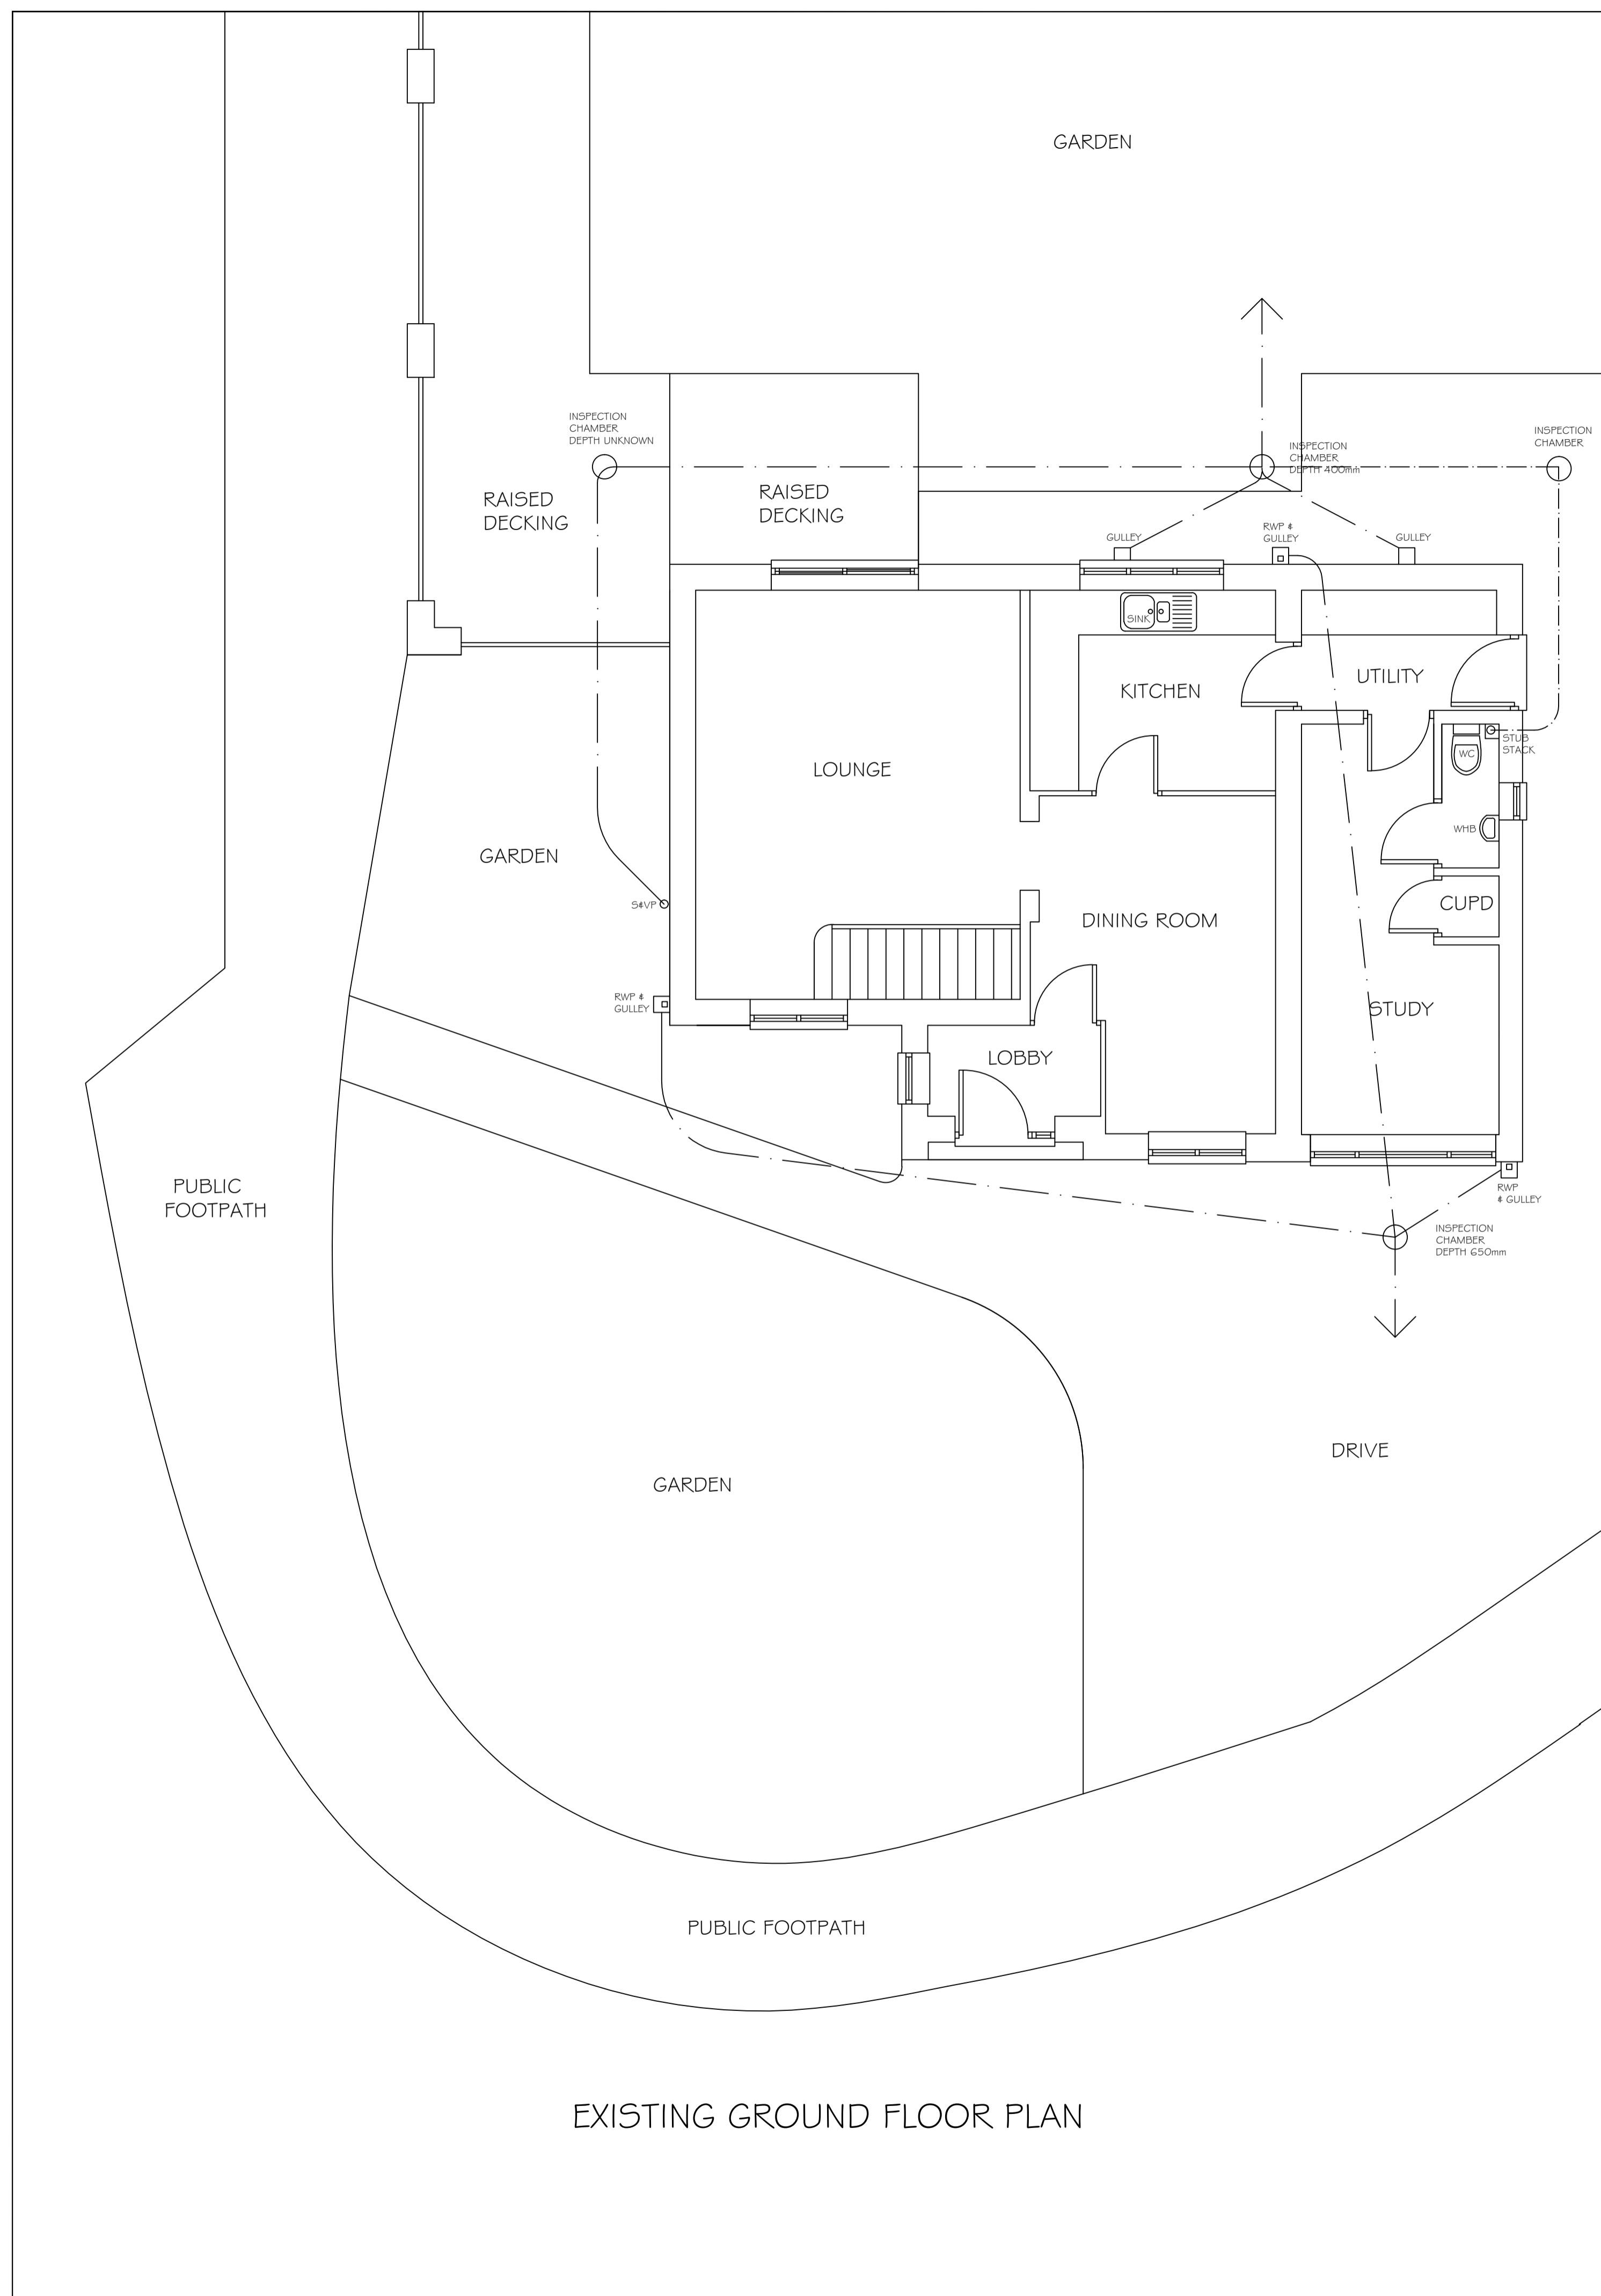 GARDEN
INSPECTION
CHAMBER
DEPTH UNKNOWN
INSPECTION
CHAMBER
DEPTH 400mm
INSPECTION
CHAMBER
RAISED
DECKING
RAISED
DECKING
GULLEY
RWP &
GULLEY
GULLEY
SINK
KITCHEN
UTILITY
STUB
STACK
WC
LOUNGE
WHB
GARDEN
S&VP
DINING ROOM
CUPD
RWP &
GULLEY
STUDY
LOBBY
PUBLIC
FOOTPATH
RWP
& GULLEY
INSPECTION
CHAMBER
DEPTH 650mm
DRIVE
GARDEN
PUBLIC FOOTPATH
EXISTING GROUND FLOOR PLAN